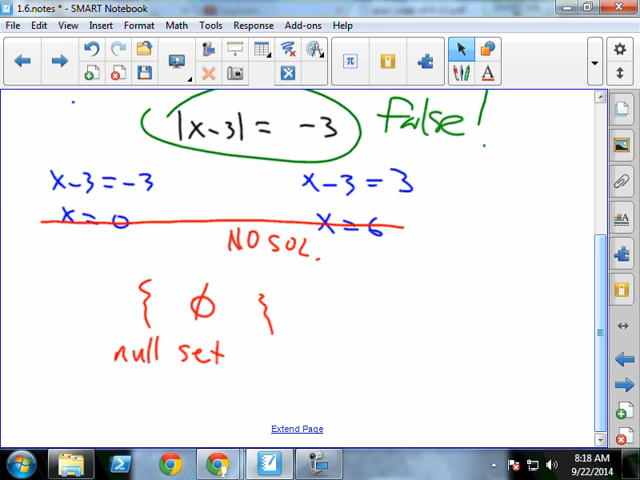 1.6.notes * - SMART Notebook
File Edit View Insert Format Tools Add-ons Response Help
π
A
|x-3| = -3 False!
x-3=-3 x-3=3
x=0 x=6
NO SOL.
{ ∅ }
null set
Extend Page
8:18 AM
9/22/2014